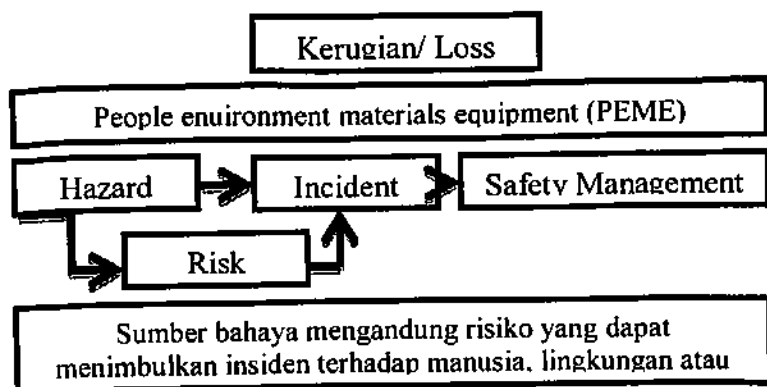 Kerugian/ Loss
People enuironment materials equipment (PEME)
Hazard
Incident
Safety Management
Risk
Sumber bahaya mengandung risiko yang dapat
menimbulkan insiden terhadap manusia, lingkungan atau